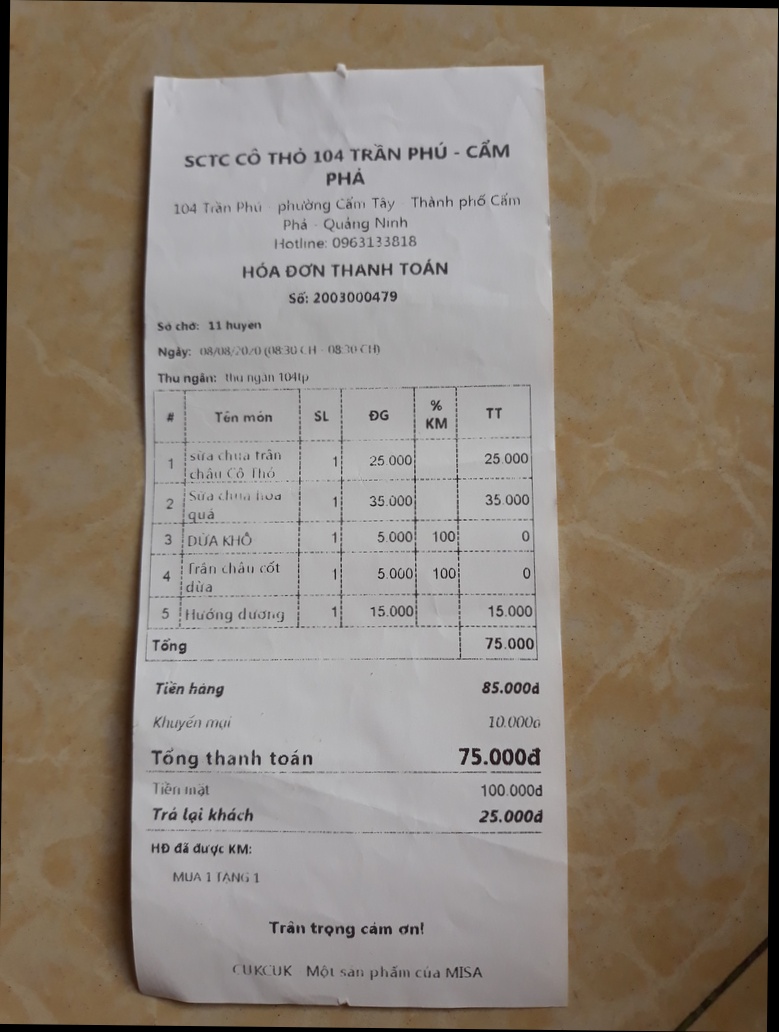 SCTC CÔ THỎ 104 TRẦN PHÚ - CẨM
PHẢ
104 Trần Phú - phường Cẩm Tây - Thành phố Cẩm
Phả - Quảng Ninh
Hotline: 0963133818
HÓA ĐƠN THANH TOÁN
Số: 2003000479
Số chờ: 11 huyen
Ngày: 08/08/2020 (08:30 CH - 08:30 CH)
Thu ngân: thu ngân 104tp
# Tên món SL ĐG % KM TT
1 sữa chua trân châu Cô Thỏ 1 25.000 25.000
2 Sữa chua hoa quả 1 35.000 35.000
3 DỪA KHÔ 1 5.000 100 0
4 Trân châu cốt dừa 1 5.000 100 0
5 Hướng dương 1 15.000 15.000
Tổng 75.000
Tiền hàng 85.000đ
Khuyến mại 10.000đ
Tổng thanh toán 75.000đ
Tiền mặt 100.000đ
Trả lại khách 25.000đ
HĐ đã được KM:
MUA 1 TẶNG 1
Trân trọng cảm ơn!
CUKCUK - Một sản phẩm của MISA